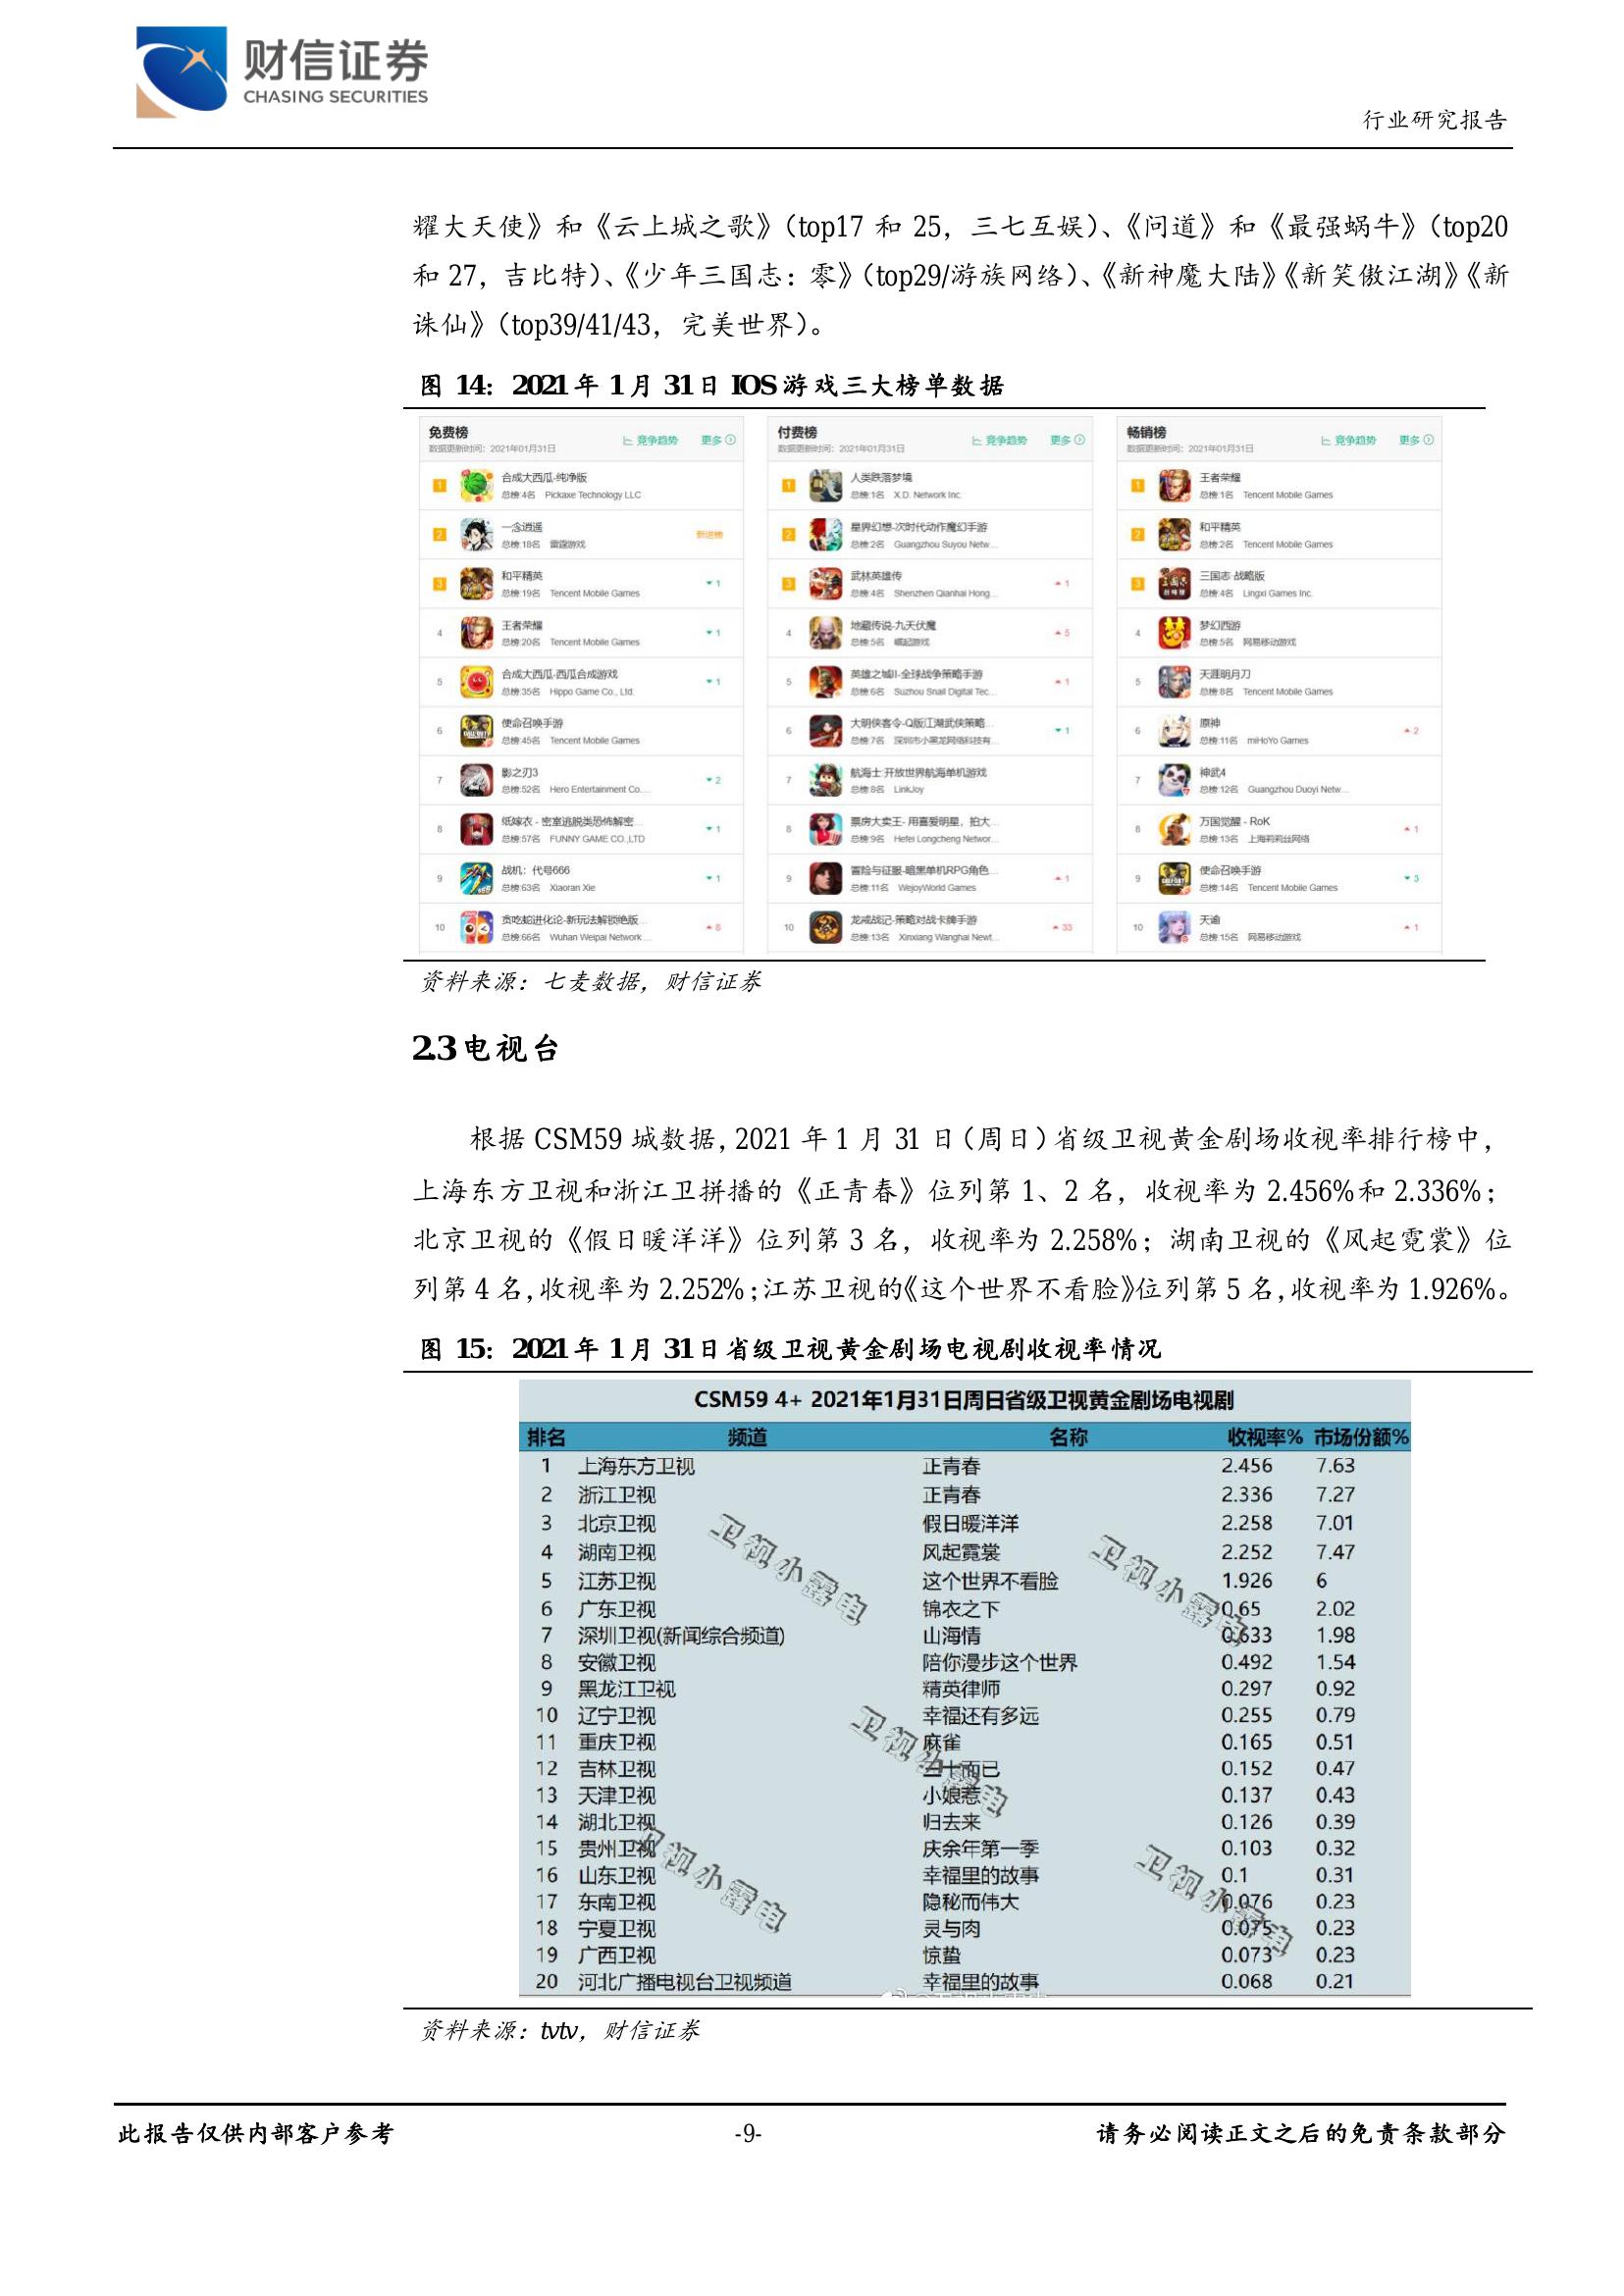 财信证券
CHASING SECURITIES
行业研究报告
耀大天使》和《云上城之歌》（top17 和 25，三七互娱）、《问道》和《最强蜗牛》（top20
和 27，吉比特）、《少年三国志：零》（top29/游族网络）、《新神魔大陆》《新笑傲江湖》《新
诛仙》（top39/41/43，完美世界）。
图 14：2021 年 1 月 31 日 IOS 游戏三大榜单数据
免费榜
数据更新时间：2021年01月31日
竞争趋势 更多
1 合成大西瓜-纯净版
总榜:4名 Pickaxe Technology LLC
2 一念逍遥 新进榜
总榜:18名 雷霆游戏
3 和平精英 1
总榜:19名 Tencent Mobile Games
4 王者荣耀 1
总榜:20名 Tencent Mobile Games
5 合成大西瓜-西瓜合成游戏 1
总榜:35名 Hippo Game Co., Ltd.
6 使命召唤手游
总榜:45名 Tencent Mobile Games
7 影之刃3 2
总榜:52名 Hero Entertainment Co....
8 纸嫁衣 - 密室逃脱类恐怖解密... 1
总榜:57名 FUNNY GAME CO.,LTD
9 战机：代号666 1
总榜:63名 Xiaoran Xie
10 贪吃蛇进化论-新玩法解锁绝版... 8
总榜:66名 Wuhan Weipai Network ...
付费榜
数据更新时间：2021年01月31日
竞争趋势 更多
1 人类跌落梦境
总榜:1名 X.D. Network Inc.
2 星界幻想-次时代动作魔幻手游
总榜:2名 Guangzhou Suyou Netw...
3 武林英雄传 1
总榜:4名 Shenzhen Qianhai Hong...
4 地藏传说-九天伏魔 5
总榜:5名 崛起游戏
5 英雄之城II-全球战争策略手游 1
总榜:6名 Suzhou Snail Digital Tec...
6 大明侠客令-Q版江湖武侠策略... 1
总榜:7名 深圳市小黑龙网络科技有...
7 航海士:开放世界航海单机游戏
总榜:8名 LinkJoy
8 票房大卖王- 用喜爱明星，拍大...
总榜:9名 Hefei Longcheng Networ...
9 冒险与征服-暗黑单机RPG角色... 1
总榜:11名 WejoyWorld Games
10 龙戒战记-策略对战卡牌手游 33
总榜:13名 Xinxiang Wanghai Newt...
畅销榜
数据更新时间：2021年01月31日
竞争趋势 更多
1 王者荣耀
总榜:1名 Tencent Mobile Games
2 和平精英
总榜:2名 Tencent Mobile Games
3 三国志·战略版
总榜:4名 Lingxi Games Inc.
4 梦幻西游
总榜:5名 网易移动游戏
5 天涯明月刀
总榜:8名 Tencent Mobile Games
6 原神 2
总榜:11名 miHoYo Games
7 神武4
总榜:12名 Guangzhou Duoyi Netw...
8 万国觉醒 - RoK 1
总榜:13名 上海莉莉丝网络
9 使命召唤手游 3
总榜:14名 Tencent Mobile Games
10 天谕 1
总榜:15名 网易移动游戏
资料来源：七麦数据，财信证券
2.3 电视台
根据 CSM59 城数据，2021 年 1 月 31 日（周日）省级卫视黄金剧场收视率排行榜中，
上海东方卫视和浙江卫拼播的《正青春》位列第 1、2 名，收视率为 2.456%和 2.336%；
北京卫视的《假日暖洋洋》位列第 3 名，收视率为 2.258%；湖南卫视的《风起霓裳》位
列第 4 名，收视率为 2.252%；江苏卫视的《这个世界不看脸》位列第 5 名，收视率为 1.926%。
图 15：2021 年 1 月 31 日省级卫视黄金剧场电视剧收视率情况
CSM59 4+ 2021年1月31日周日省级卫视黄金剧场电视剧
排名 频道 名称 收视率% 市场份额%
1 上海东方卫视 正青春 2.456 7.63
2 浙江卫视 正青春 2.336 7.27
3 北京卫视 假日暖洋洋 2.258 7.01
4 湖南卫视 风起霓裳 2.252 7.47
5 江苏卫视 这个世界不看脸 1.926 6
6 广东卫视 锦衣之下 0.65 2.02
7 深圳卫视(新闻综合频道) 山海情 0.633 1.98
8 安徽卫视 陪你漫步这个世界 0.492 1.54
9 黑龙江卫视 精英律师 0.297 0.92
10 辽宁卫视 幸福还有多远 0.255 0.79
11 重庆卫视 麻雀 0.165 0.51
12 吉林卫视 三十而已 0.152 0.47
13 天津卫视 小娘惹 0.137 0.43
14 湖北卫视 归去来 0.126 0.39
15 贵州卫视 庆余年第一季 0.103 0.32
16 山东卫视 幸福里的故事 0.1 0.31
17 东南卫视 隐秘而伟大 0.076 0.23
18 宁夏卫视 灵与肉 0.075 0.23
19 广西卫视 惊蛰 0.073 0.23
20 河北广播电视台卫视频道 幸福里的故事 0.068 0.21
卫视小露电
卫视小露电
卫视小露电
卫视小露电
卫视小露电
资料来源：tvtv，财信证券
此报告仅供内部客户参考 -9- 请务必阅读正文之后的免责条款部分